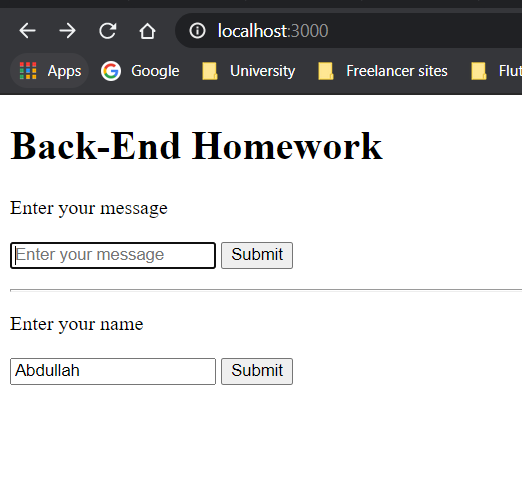 localhost:3000
Apps Google University Freelancer sites Flut
Back-End Homework
Enter your message
Enter your message Submit
Enter your name
Abdullah Submit